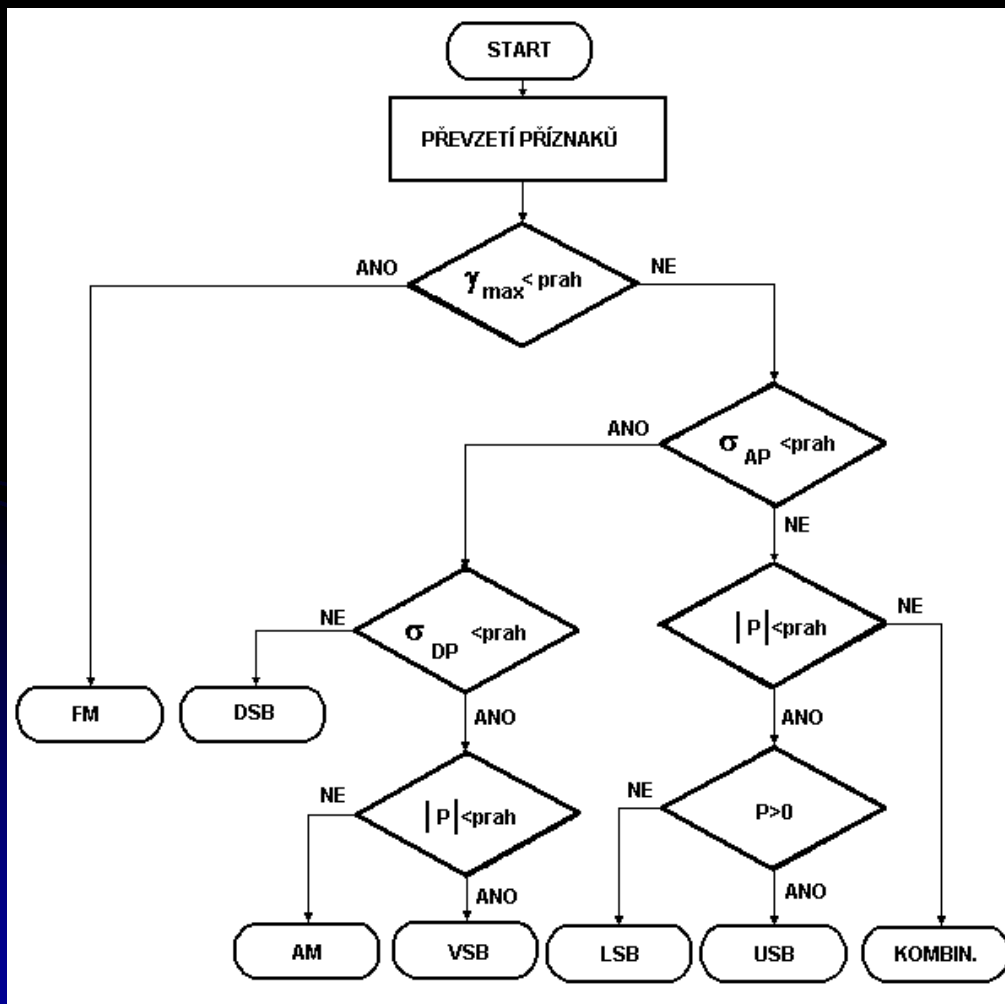 START
PŘEVZETÍ PŘÍZNAKŮ
ANO
γmax < prah
NE
ANO
σAP <prah
NE
NE
σDP <prah
|P|<prah
NE
FM
DSB
ANO
ANO
NE
|P|<prah
NE
P>0
ANO
ANO
AM
VSB
LSB
USB
KOMBIN.